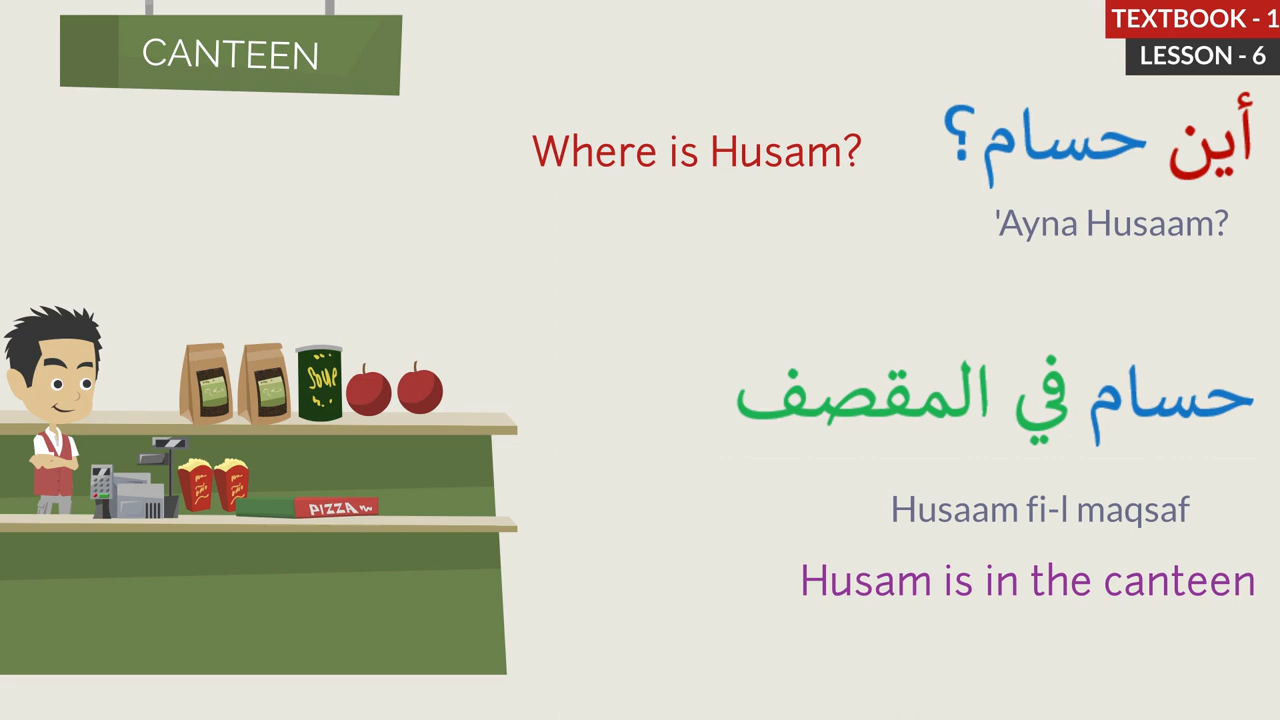 CANTEEN
TEXTBOOK - 1
LESSON - 6
Where is Husam?
أين حسام؟
'Ayna Husaam?
حسام في المقصف
Soup
PIZZA
Husaam fi-l maqsaf
Husam is in the canteen